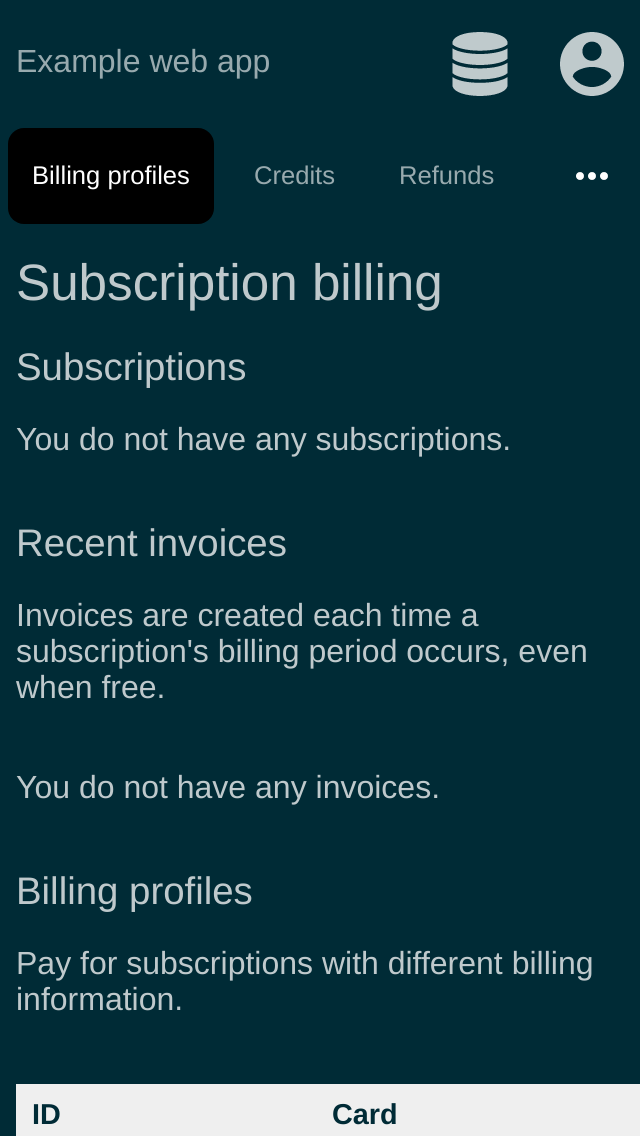 Example web app
Billing profiles Credits Refunds
Subscription billing
Subscriptions
You do not have any subscriptions.
Recent invoices
Invoices are created each time a
subscription's billing period occurs, even
when free.
You do not have any invoices.
Billing profiles
Pay for subscriptions with different billing
information.
ID Card